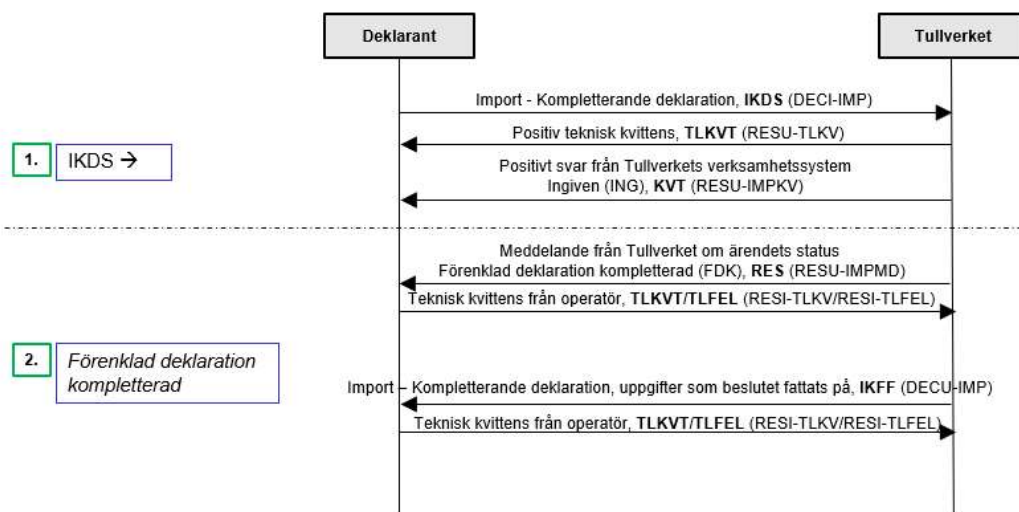 Deklarant
Tullverket
Import - Kompletterande deklaration, IKDS (DECI-IMP)
Positiv teknisk kvittens, TLKVT (RESU-TLKV)
1.
IKDS →
Positivt svar från Tullverkets verksamhetssystem
Ingiven (ING), KVT (RESU-IMPKV)
Meddelande från Tullverket om ärendets status
Förenklad deklaration kompletterad (FDK), RES (RESU-IMPMD)
Teknisk kvittens från operatör, TLKVT/TLFEL (RESI-TLKV/RESI-TLFEL)
2.
Förenklad deklaration
kompletterad
Import – Kompletterande deklaration, uppgifter som beslutet fattats på, IKFF (DECU-IMP)
Teknisk kvittens från operatör, TLKVT/TLFEL (RESI-TLKV/RESI-TLFEL)